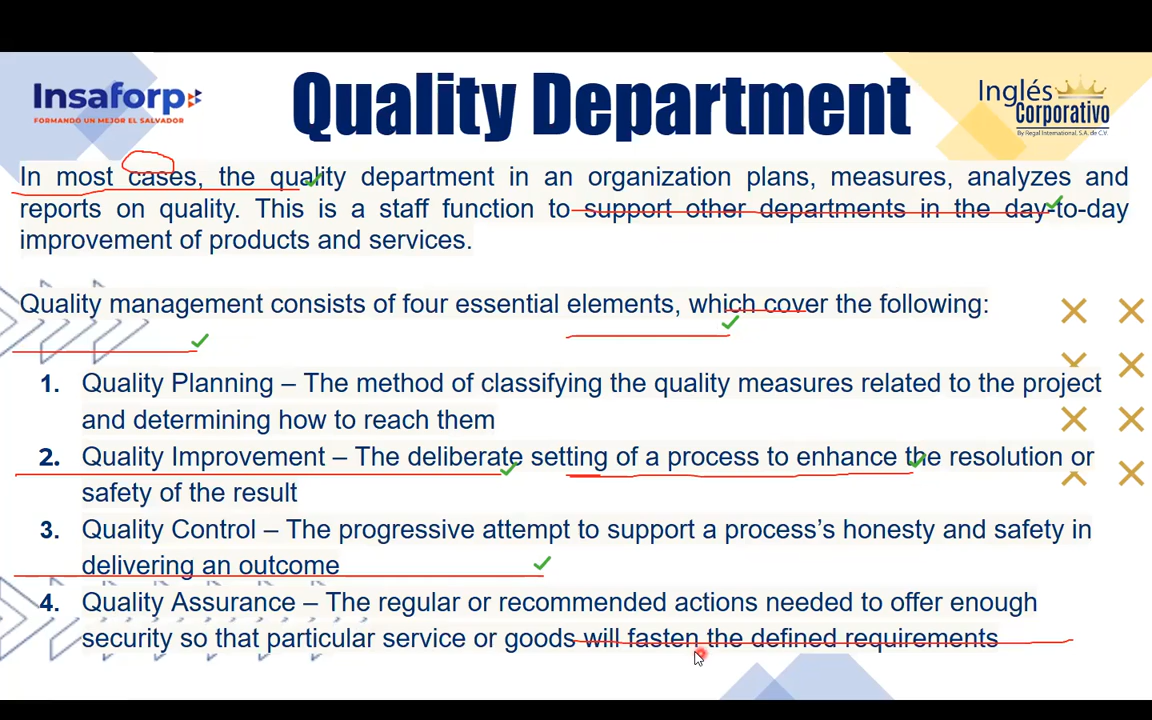 Insaforp
FORMANDO UN MEJOR EL SALVADOR
Quality Department
Inglés
Corporativo
By Regal International, S.A. de C.V.
In most cases, the quality department in an organization plans, measures, analyzes and
reports on quality. This is a staff function to support other departments in the day-to-day
improvement of products and services.
Quality management consists of four essential elements, which cover the following:
1. Quality Planning – The method of classifying the quality measures related to the project
and determining how to reach them
2. Quality Improvement – The deliberate setting of a process to enhance the resolution or
safety of the result
3. Quality Control – The progressive attempt to support a process's honesty and safety in
delivering an outcome
4. Quality Assurance – The regular or recommended actions needed to offer enough
security so that particular service or goods will fasten the defined requirements